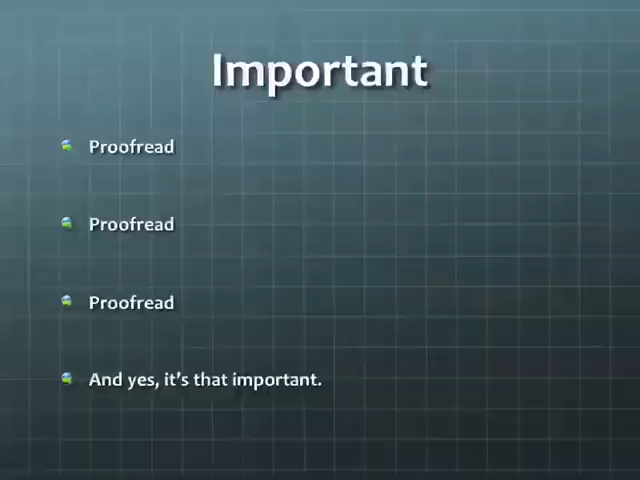 Important
Proofread
Proofread
Proofread
And yes, it’s that important.